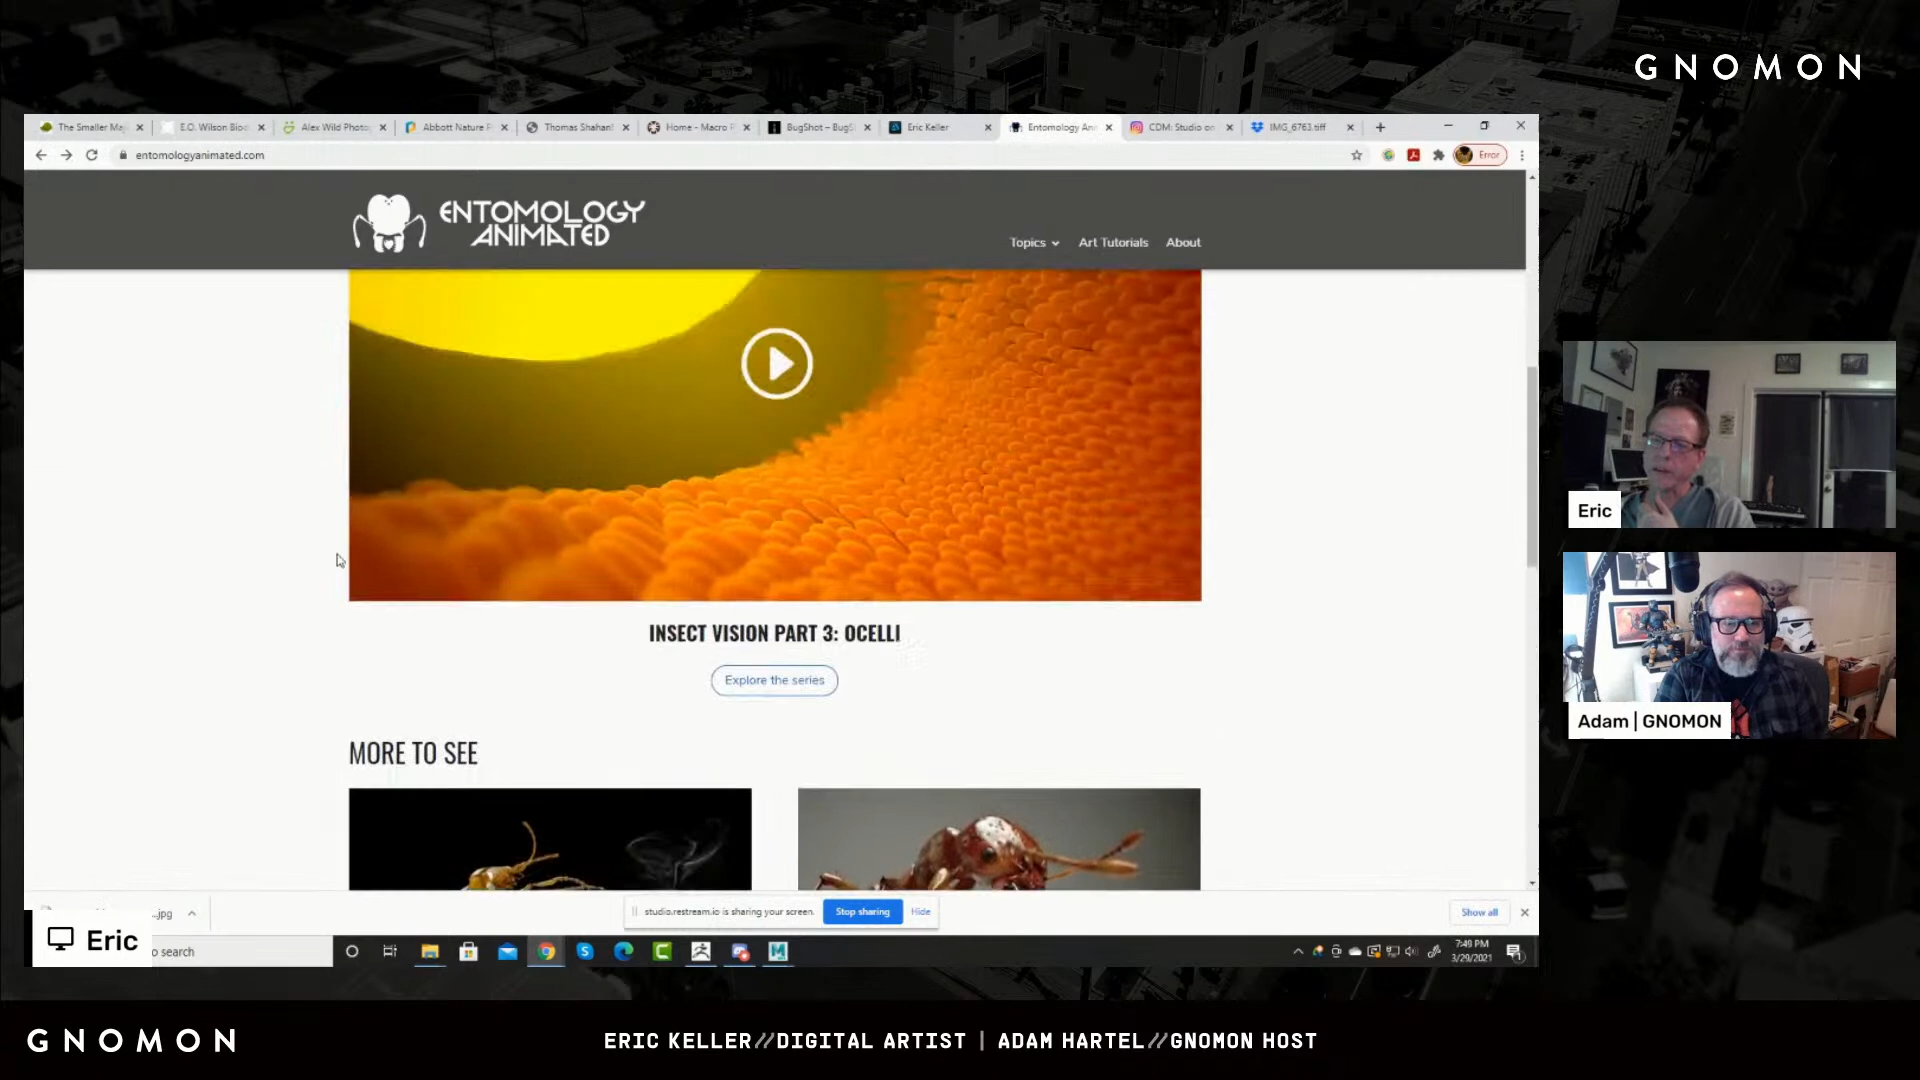 GNOMON
The Smaller Ma
E.O. Wilson Biod
Alex Wild Photo
Abbott Nature P
Thomas Shahan
Home - Macro P
BugShot – BugS
Eric Keller
Entomology Ani
CDM: Studio on
IMG_6763.tiff
entomologyanimated.com
Error
ENTOMOLOGY
ANIMATED
Topics
Art Tutorials
About
INSECT VISION PART 3: OCELLI
Explore the series
MORE TO SEE
Eric
Adam | GNOMON
...jpg
studio.restream.io is sharing your screen.
Stop sharing
Hide
Show all
Eric
o search
7:49 PM
3/29/2021
GNOMON
ERIC KELLER//DIGITAL ARTIST | ADAM HARTEL//GNOMON HOST